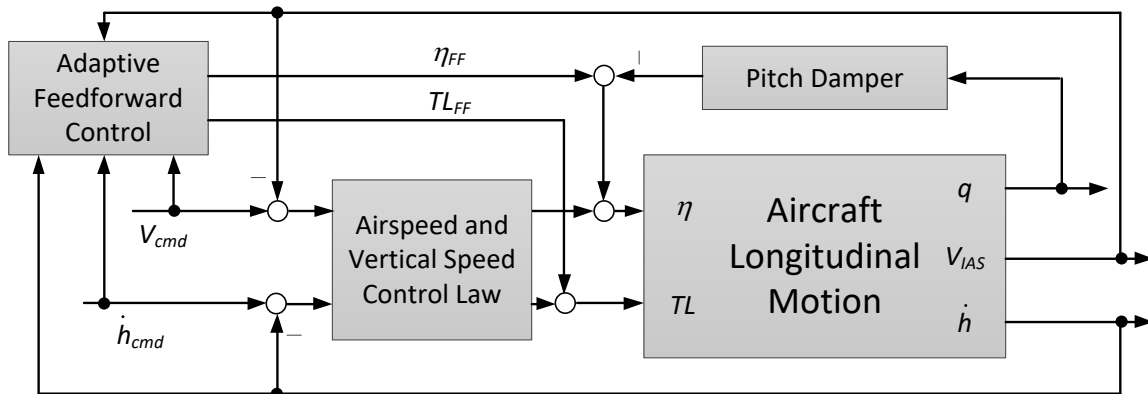 Adaptive
Feedforward
Control
η_FF
TL_FF
Pitch Damper
V_cmd
ḣ_cmd
Airspeed and
Vertical Speed
Control Law
η
TL
Aircraft
Longitudinal
Motion
q
V_IAS
ḣ